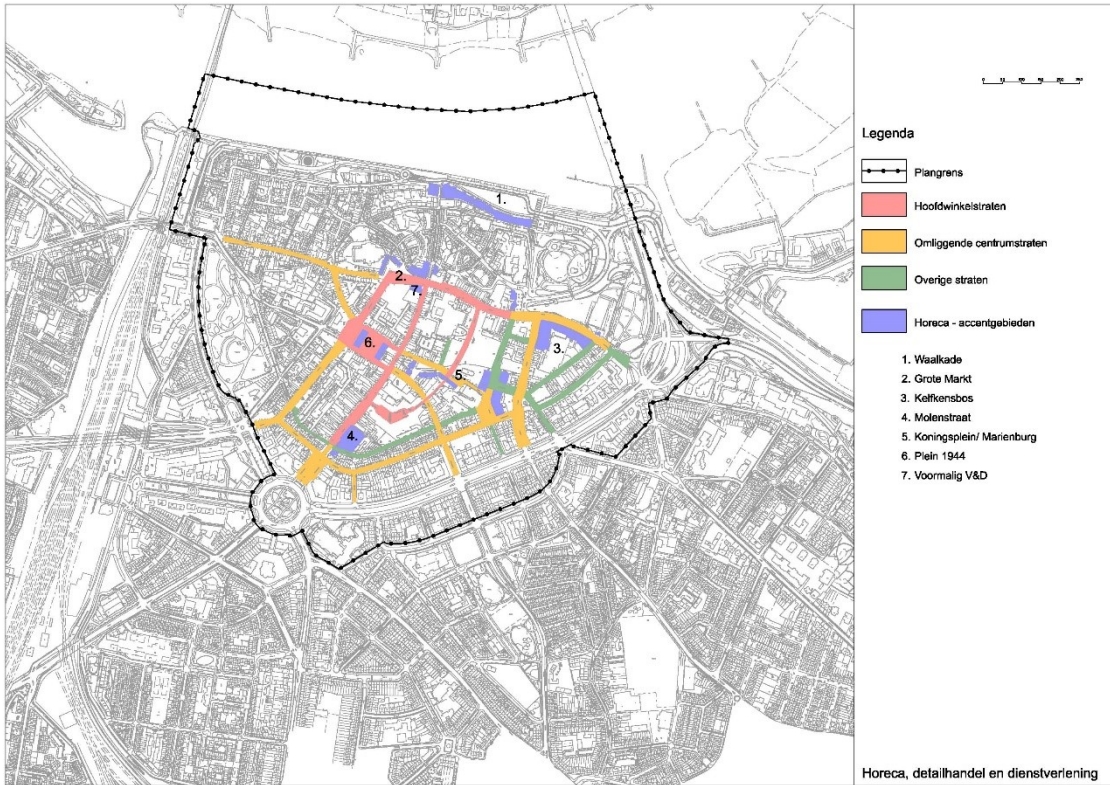 Legenda
Plangrens
Hoofdwinkelstraten
Omliggende centrumstraten
Overige straten
Horeca - accentgebieden
1. Waalkade
2. Grote Markt
3. Kelfkensbos
4. Molenstraat
5. Koningsplein/ Marienburg
6. Plein 1944
7. Voormalig V&D
Horeca, detailhandel en dienstverlening
1.
2.
7.
6.
3.
5.
4.